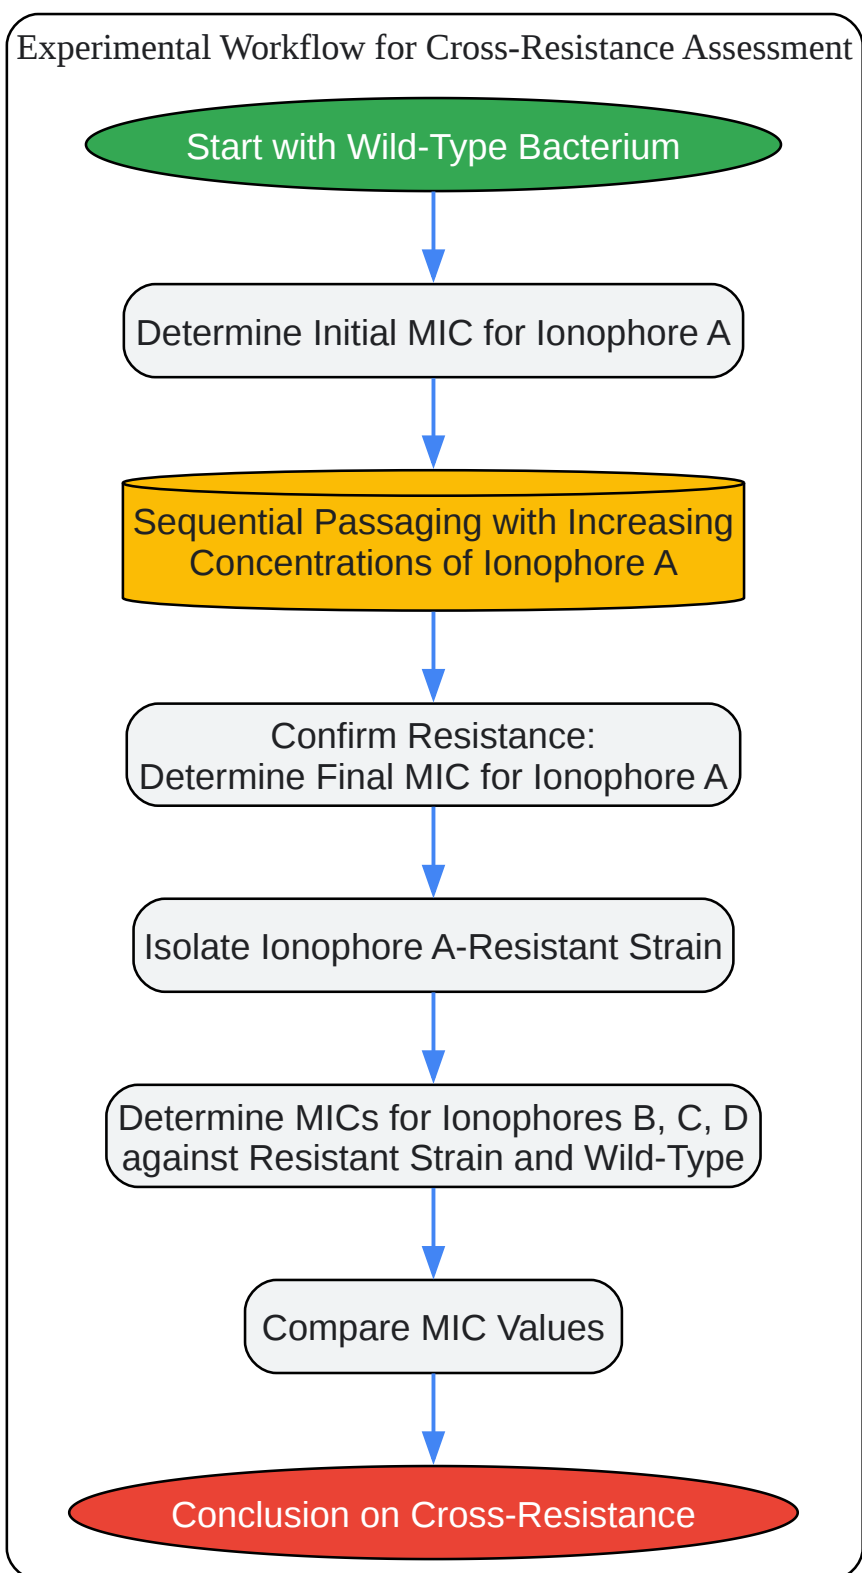 Experimental Workflow for Cross-Resistance Assessment
Start with Wild-Type Bacterium
Determine Initial MIC for Ionophore A
Sequential Passaging with Increasing
Concentrations of Ionophore A
Confirm Resistance:
Determine Final MIC for Ionophore A
Isolate Ionophore A-Resistant Strain
Determine MICs for Ionophores B, C, D
against Resistant Strain and Wild-Type
Compare MIC Values
Conclusion on Cross-Resistance